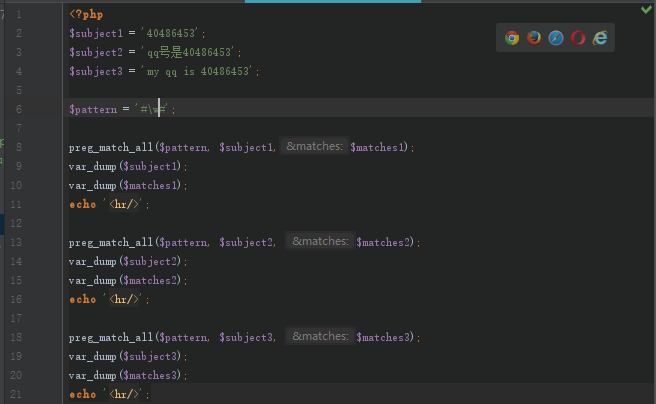 1 <?php
2 $subject1 = '40486453';
3 $subject2 = 'qq号是40486453';
4 $subject3 = 'my qq is 40486453';
5
6 $pattern = '#\w#';
7
8 preg_match_all($pattern, $subject1, &matches: $matches1);
9 var_dump($subject1);
10 var_dump($matches1);
11 echo '<hr/>';
12
13 preg_match_all($pattern, $subject2, &matches: $matches2);
14 var_dump($subject2);
15 var_dump($matches2);
16 echo '<hr/>';
17
18 preg_match_all($pattern, $subject3, &matches: $matches3);
19 var_dump($subject3);
20 var_dump($matches3);
21 echo '<hr/>';